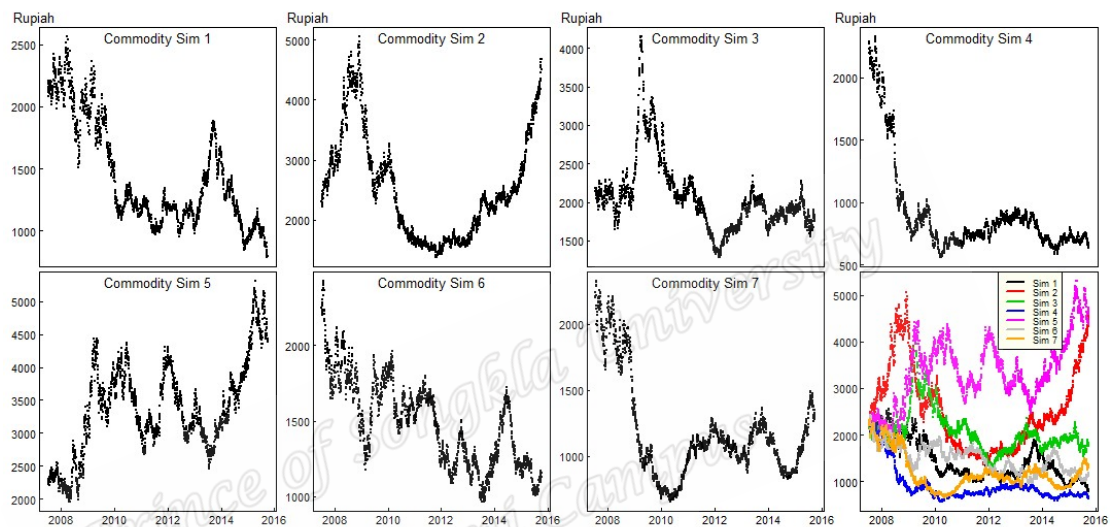 Rupiah Rupiah Rupiah Rupiah
Commodity Sim 1 Commodity Sim 2 Commodity Sim 3 Commodity Sim 4
2500 5000 4000 2000
2000 4000 3500 1500
1500 3000 3000 1000
1000 2000 2500 500
2000
1500
Commodity Sim 5 Commodity Sim 6 Commodity Sim 7
5000 2000 2000 5000
4500 1500 1500 4000
4000 1000 1000 3000
3500 2000
3000 1000
2500
2000
Sim 1
Sim 2
Sim 3
Sim 4
Sim 5
Sim 6
Sim 7
2008 2010 2012 2014 2016 2008 2010 2012 2014 2016 2008 2010 2012 2014 2016 2008 2010 2012 2014 2016
Prince of Songkla University
Campus